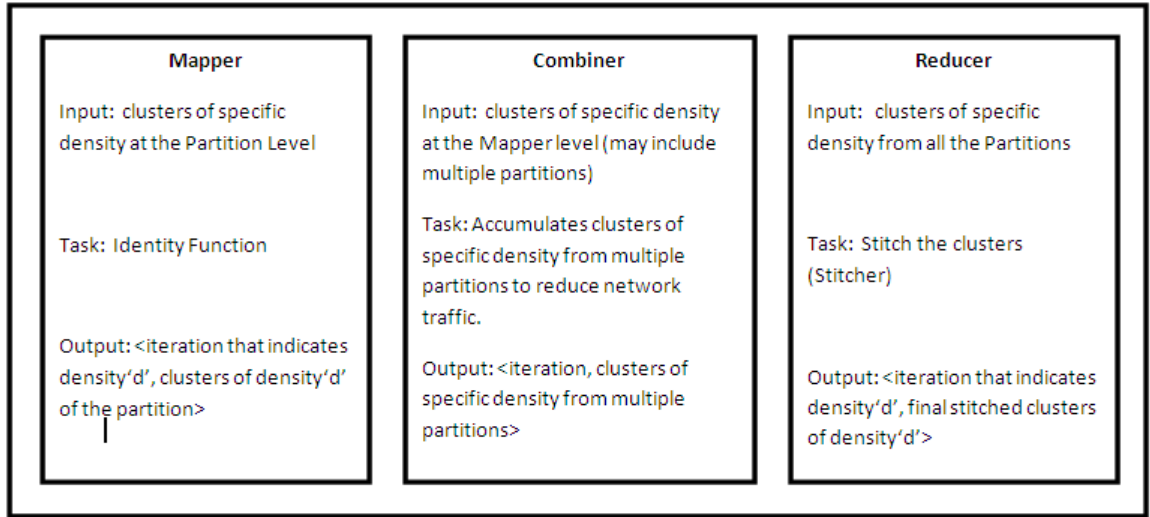 Mapper
Input: clusters of specific
density at the Partition Level
Task: Identity Function
Output: <iteration that indicates
density‘d’, clusters of density‘d’
of the partition>
Combiner
Input: clusters of specific density
at the Mapper level (may include
multiple partitions)
Task: Accumulates clusters of
specific density from multiple
partitions to reduce network
traffic.
Output: <iteration, clusters of
specific density from multiple
partitions>
Reducer
Input: clusters of specific
density from all the Partitions
Task: Stitch the clusters
(Stitcher)
Output: <iteration that indicates
density‘d’, final stitched clusters
of density‘d’>